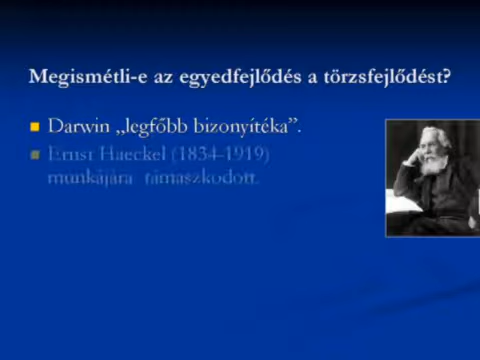 Megismétli-e az egyedfejlődés a törzsfejlődést?
Darwin „legfőbb bizonyítéka”.
Ernst Haeckel (1834-1919)
munkájára támaszkodott.